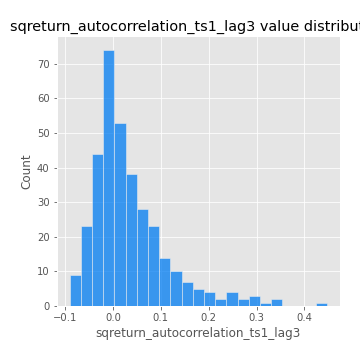 sqreturn_autocorrelation_ts1_lag3 value distribut
70
60
50
40
30
20
10
0
Count
−0.1 0.0 0.1 0.2 0.3 0.4
sqreturn_autocorrelation_ts1_lag3